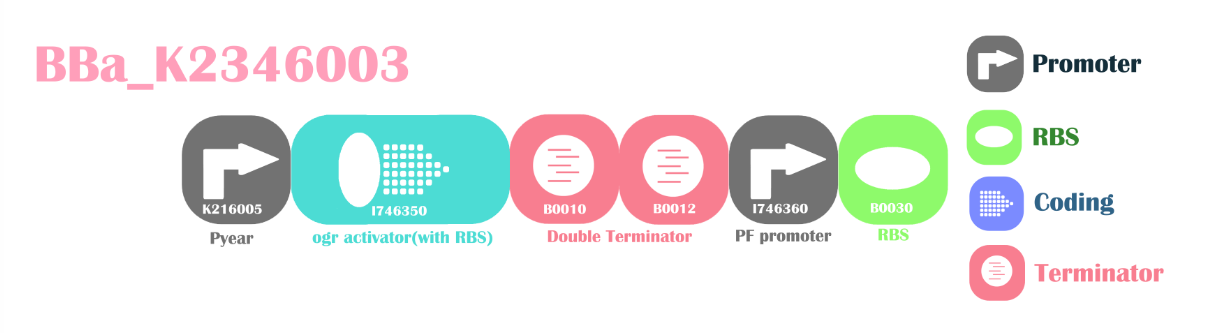 BBa_K2346003
K216005
I746350
B0010
B0012
I746360
B0030
Pyear
ogr activator(with RBS)
Double Terminator
PF promoter
RBS
Promoter
RBS
Coding
Terminator